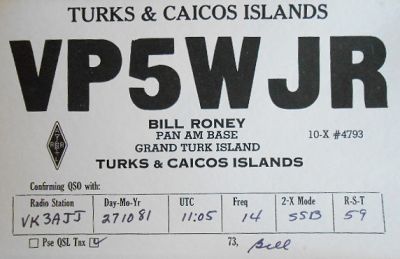 TURKS & CAICOS ISLANDS
VP5WJR
BILL RONEY
PAN AM BASE 10-X #4793
GRAND TURK ISLAND
TURKS & CAICOS ISLANDS
Confirming QSO with:
Radio Station Day-Mo-Yr UTC Freq 2-X Mode R-S-T
VK3AJJ 271081 11:05 14 SSB 59
Pse QSL Tnx 73, Bill